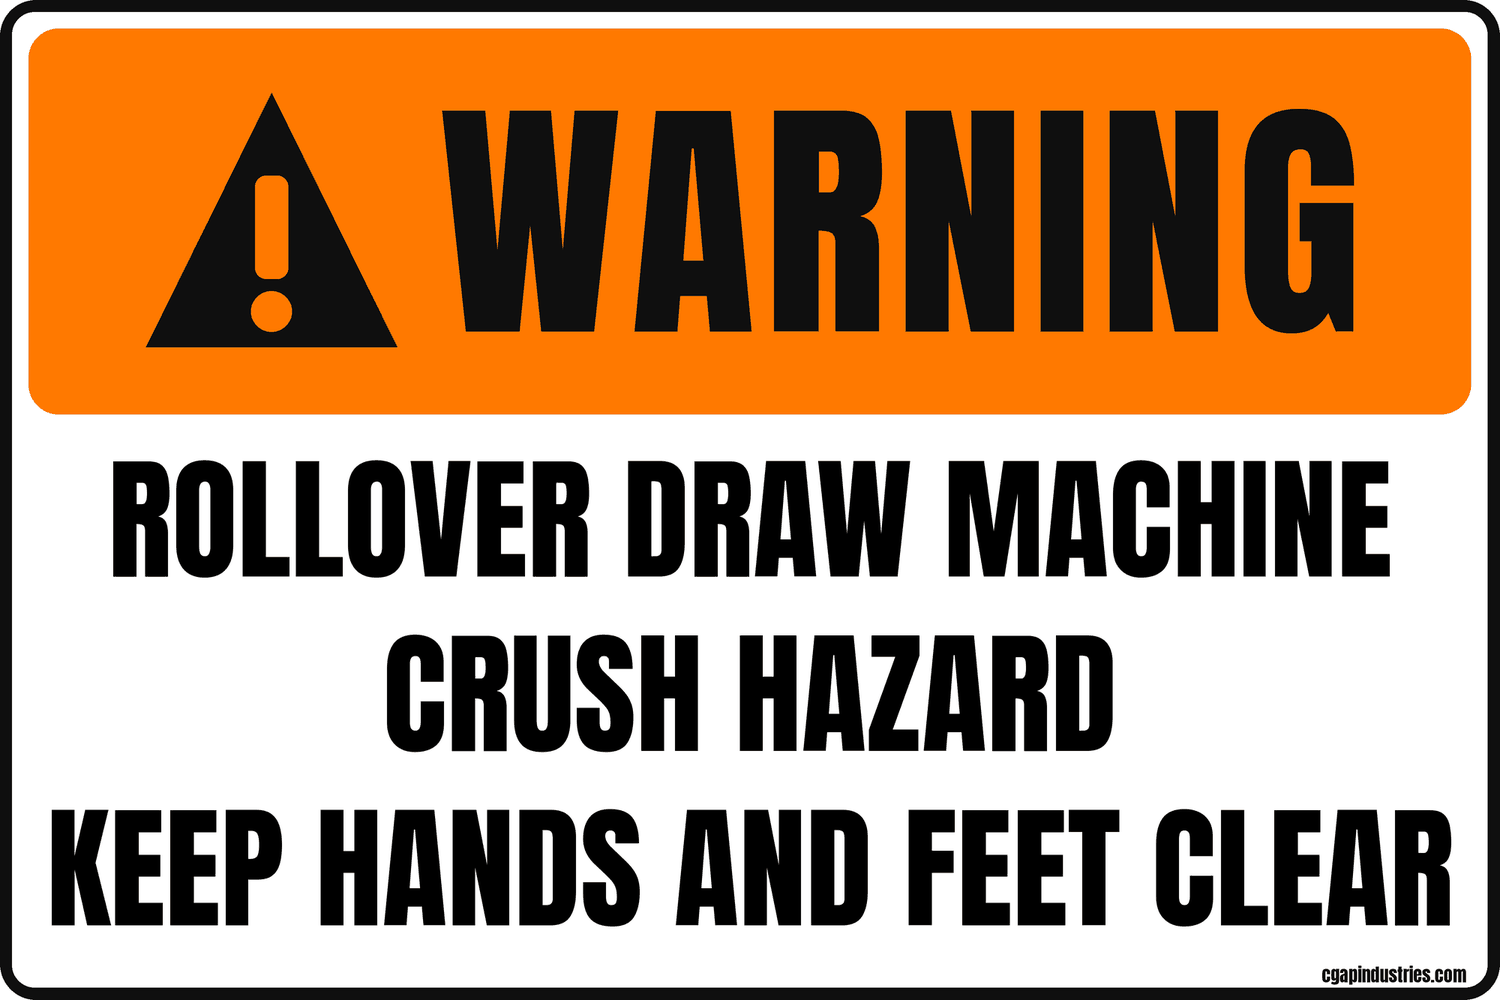 WARNING
ROLLOVER DRAW MACHINE
CRUSH HAZARD
KEEP HANDS AND FEET CLEAR
cgapindustries.com